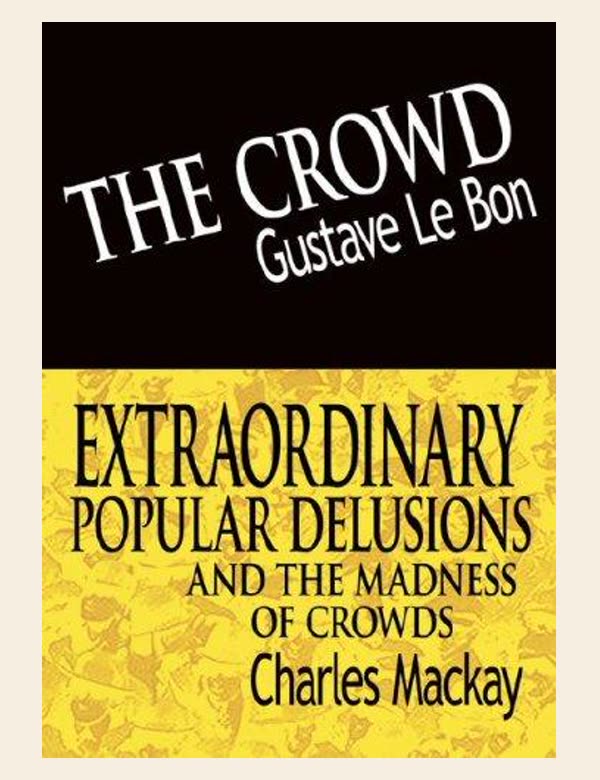 THE CROWD
Gustave Le Bon
EXTRAORDINARY
POPULAR DELUSIONS
AND THE MADNESS
OF CROWDS
Charles Mackay